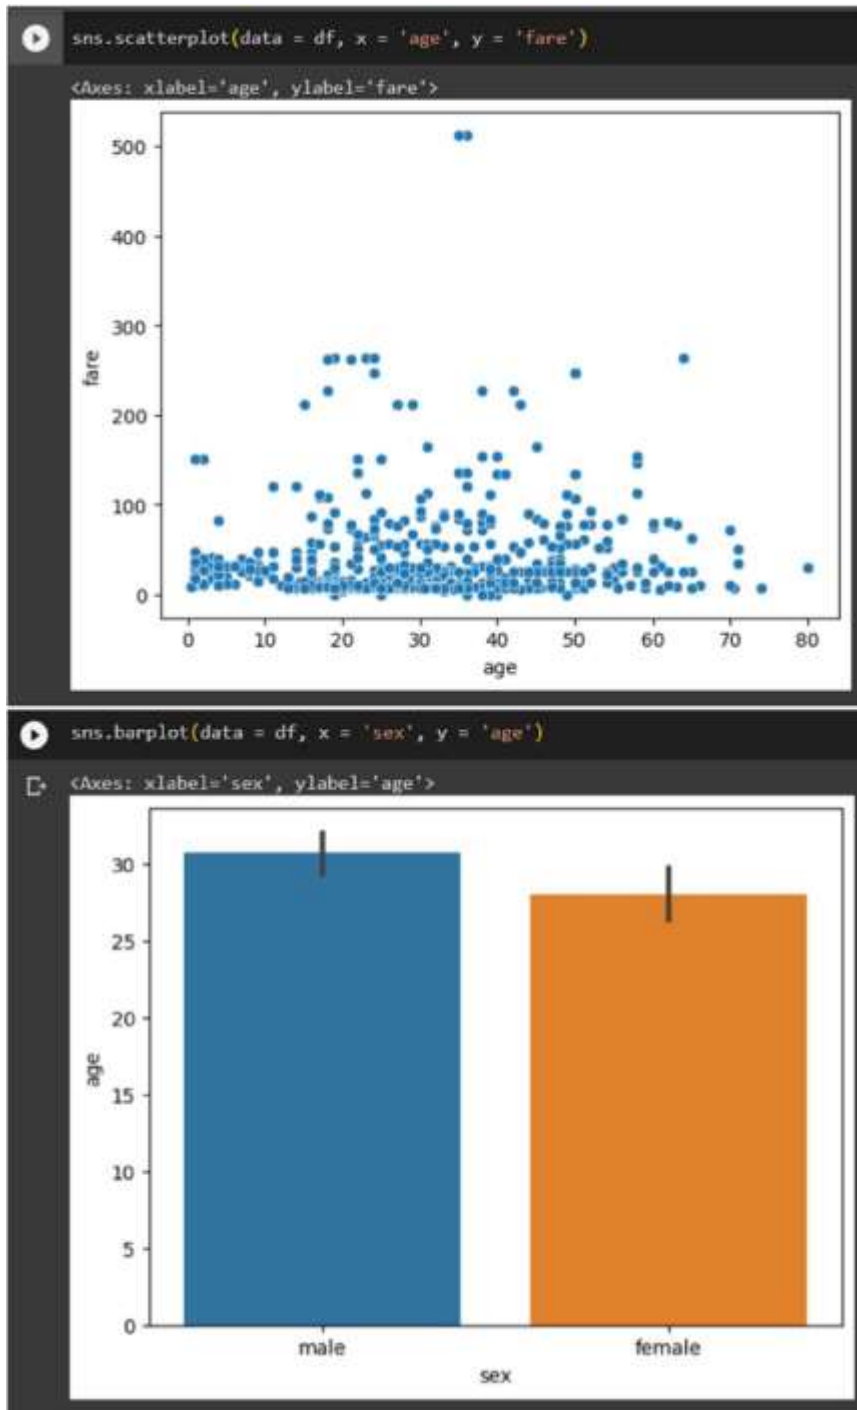 sns.scatterplot(data = df, x = 'age', y = 'fare')
<Axes: xlabel='age', ylabel='fare'>
500
400
300
200
100
0
fare
0 10 20 30 40 50 60 70 80
age
sns.barplot(data = df, x = 'sex', y = 'age')
<Axes: xlabel='sex', ylabel='age'>
30
25
20
15
10
5
0
age
male female
sex